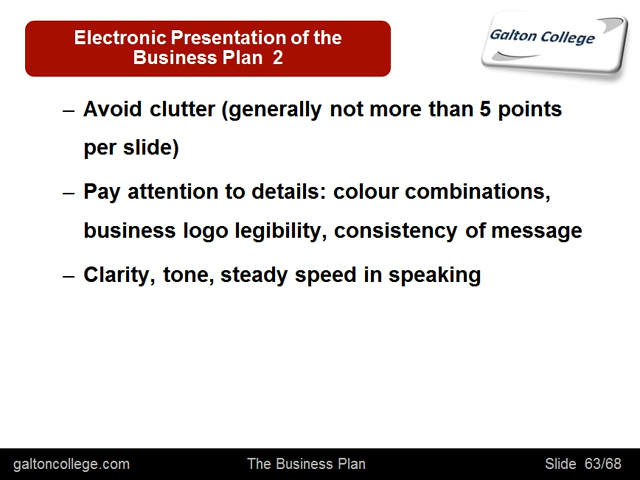 Electronic Presentation of the
Business Plan 2
Galton College
– Avoid clutter (generally not more than 5 points
per slide)
– Pay attention to details: colour combinations,
business logo legibility, consistency of message
– Clarity, tone, steady speed in speaking
galtoncollege.com The Business Plan Slide 63/68